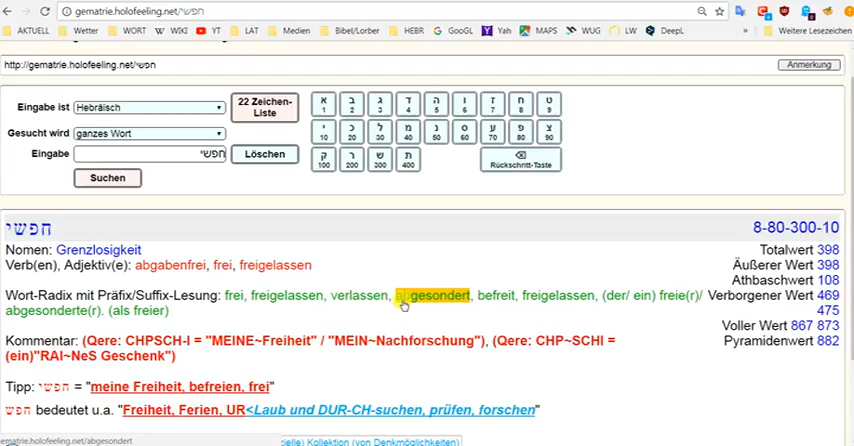 gematrie.holofeeling.net/חפשי
AKTUELL Wetter WORT WIKI YT LAT Medien Bibel/Lorber HEBR GooGL Yah MAPS WUG LW DeepL » Weitere Lesezeichen
http://gematrie.holofeeling.net/חפשי Anmerkung
Eingabe ist Hebräisch 22 Zeichen-Liste
Gesucht wird ganzes Wort
Eingabe חפשי Löschen
Suchen
א ב ג ד ה ו ז ח ט
1 2 3 4 5 6 7 8 9
י כ ל מ נ ס ע פ צ
10 20 30 40 50 60 70 80 90
ק ר ש ת
100 200 300 400 Rückschritt-Taste
חפשי 8-80-300-10
Nomen: Grenzlosigkeit Totalwert 398
Verb(en), Adjektiv(e): abgabenfrei, frei, freigelassen Äußerer Wert 398
Athbaschwert 108
Wort-Radix mit Präfix/Suffix-Lesung: frei, freigelassen, verlassen, abgesondert, befreit, freigelassen, (der/ ein) freie(r)/ Verborgener Wert 469
abgesonderte(r). (als freier) 475
Voller Wert 867 873
Kommentar: (Qere: CHPSCH-I = "MEINE~Freiheit" / "MEIN~Nachforschung"), (Qere: CHP~SCHI = Pyramidenwert 882
(ein)"RAI~NeS Geschenk")
Tipp: חפשי = "meine Freiheit, befreien, frei"
חפש bedeutet u.a. "Freiheit, Ferien, UR<Laub und DUR-CH-suchen, prüfen, forschen"
ematrie.holofeeling.net/abgesondert
zielle) Kollektion (von Denkmöglichkeiten)